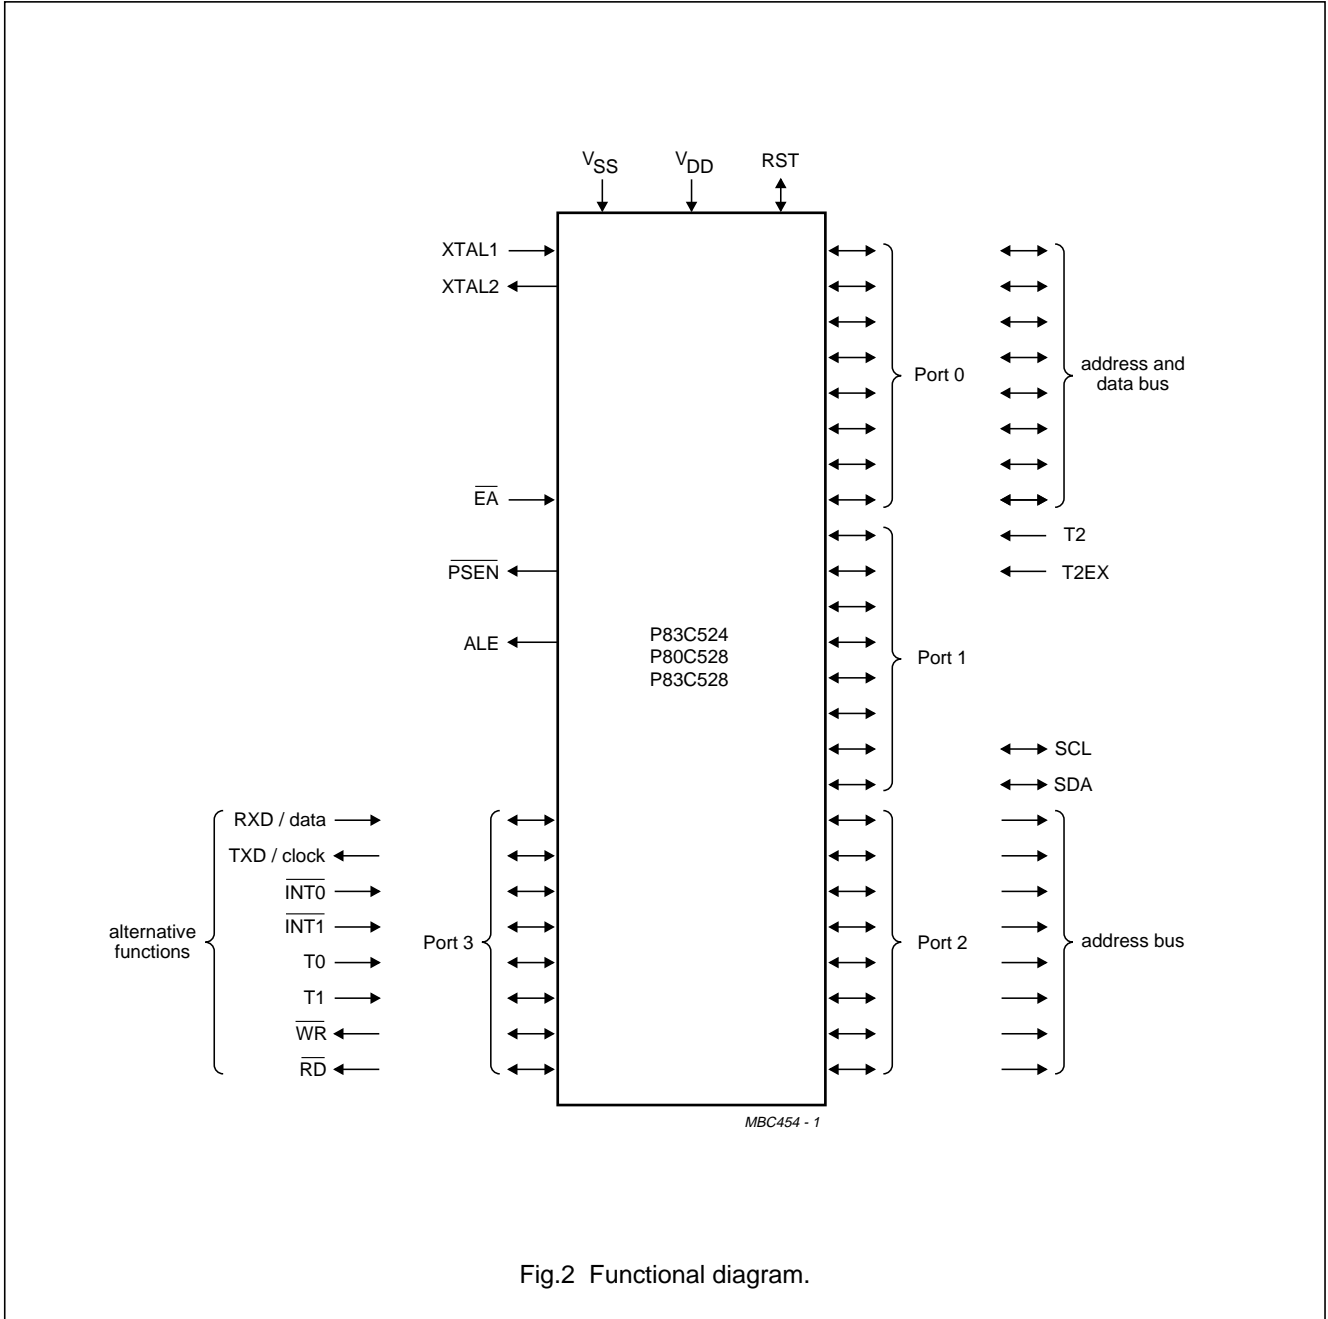 VSS
VDD
RST
XTAL1
XTAL2
Port 0
address and
data bus
EA
T2
PSEN
T2EX
P83C524
P80C528
P83C528
ALE
Port 1
SCL
SDA
RXD / data
TXD / clock
INT0
INT1
alternative
functions
Port 3
Port 2
address bus
T0
T1
WR
RD
MBC454 - 1
Fig.2 Functional diagram.